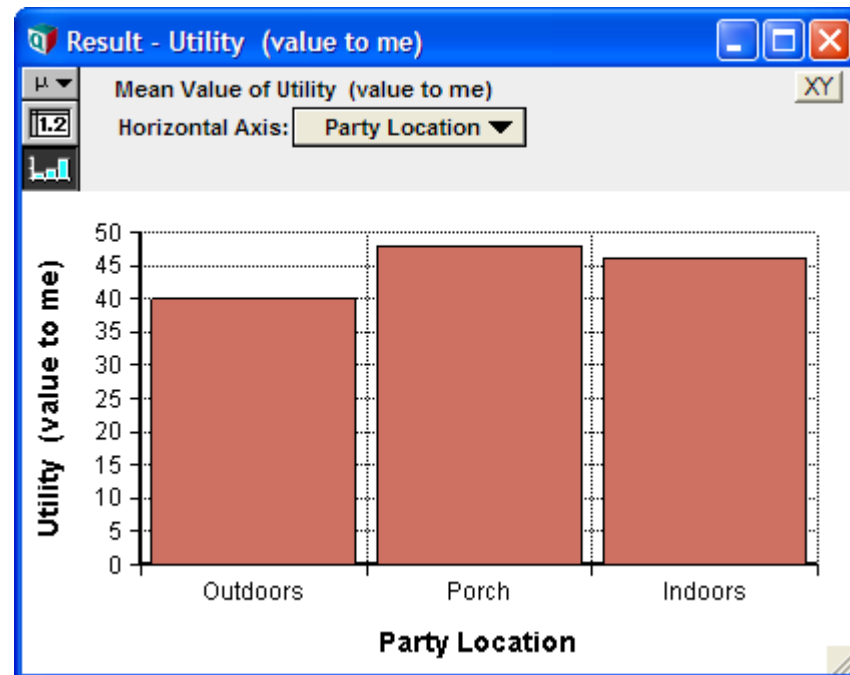 Result - Utility (value to me)
μ
Mean Value of Utility (value to me)
XY
1.2
Horizontal Axis: Party Location
50
45
40
35
30
25
20
15
10
5
0
Utility (value to me)
Outdoors Porch Indoors
Party Location